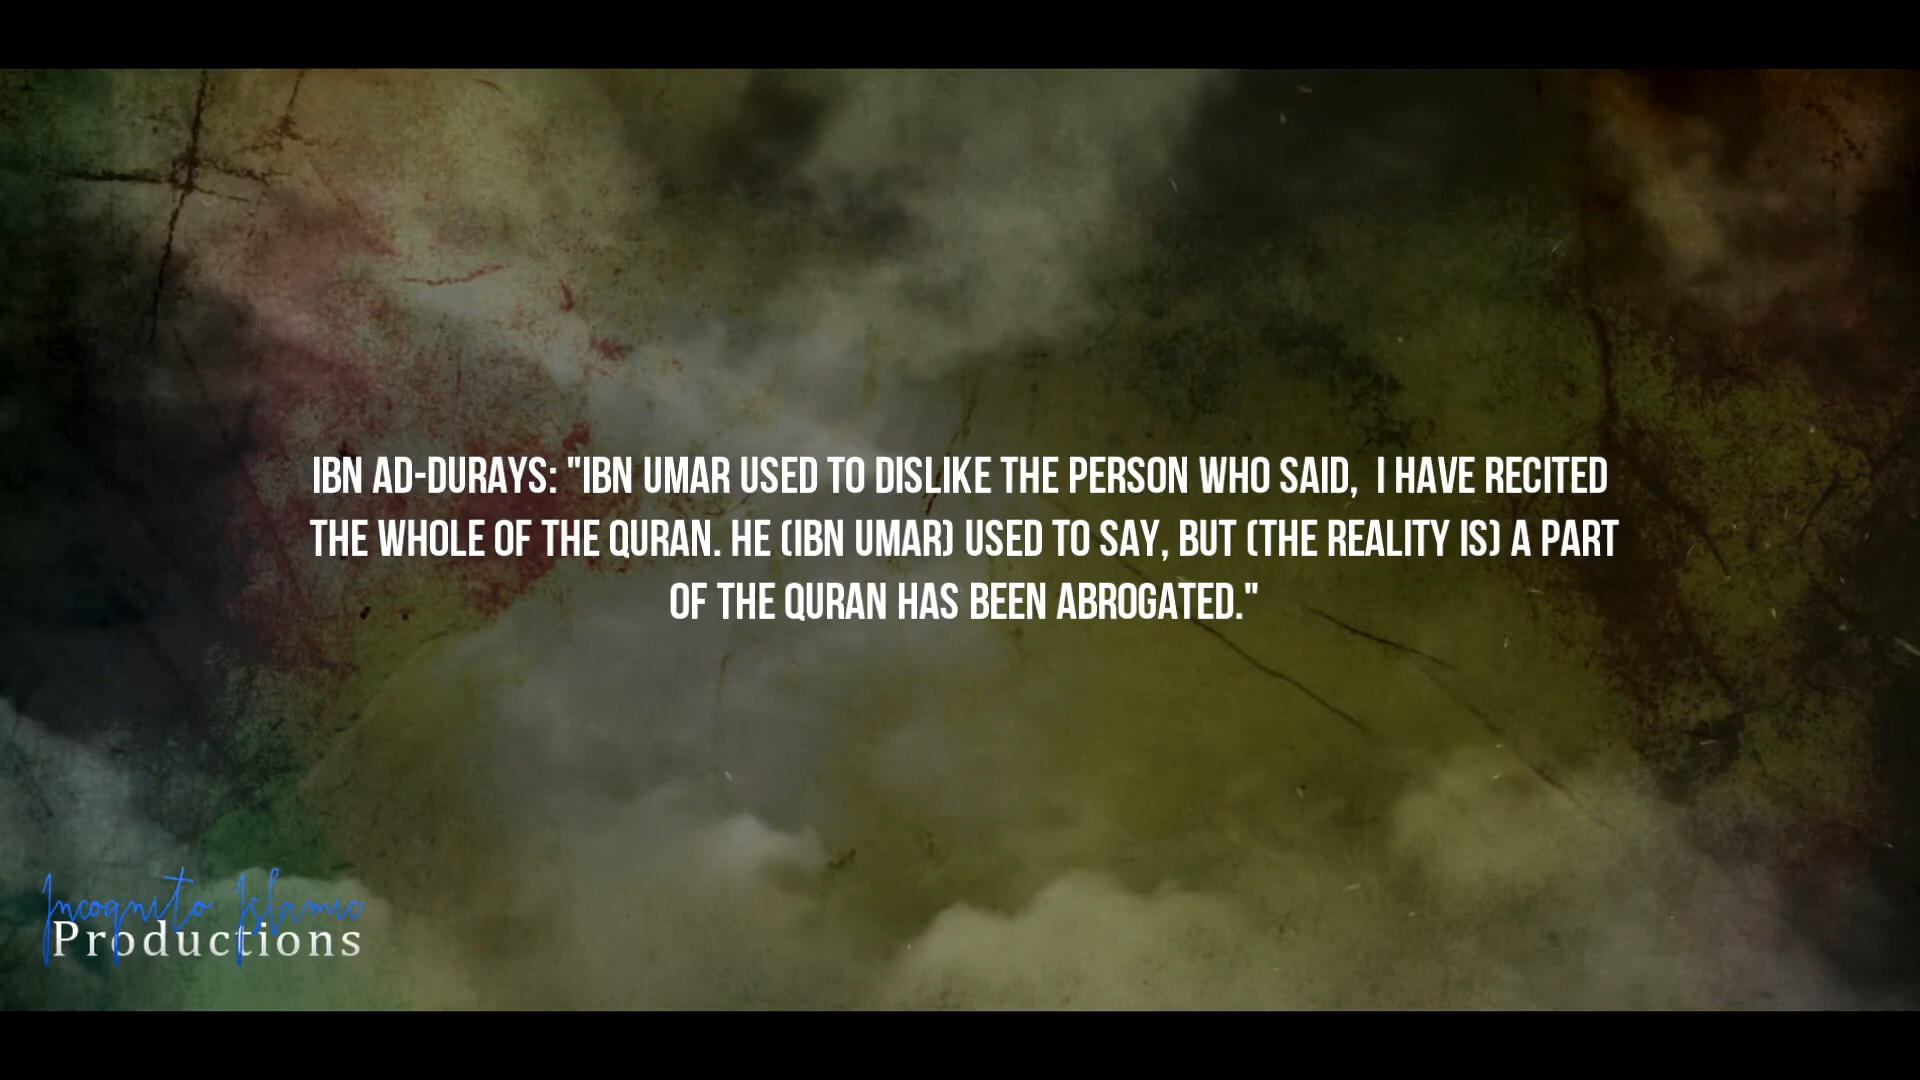 IBN AD-DURAYS: "IBN UMAR USED TO DISLIKE THE PERSON WHO SAID, I HAVE RECITED
THE WHOLE OF THE QURAN. HE (IBN UMAR) USED TO SAY, BUT (THE REALITY IS) A PART
OF THE QURAN HAS BEEN ABROGATED."
Incognito Islamic
Productions